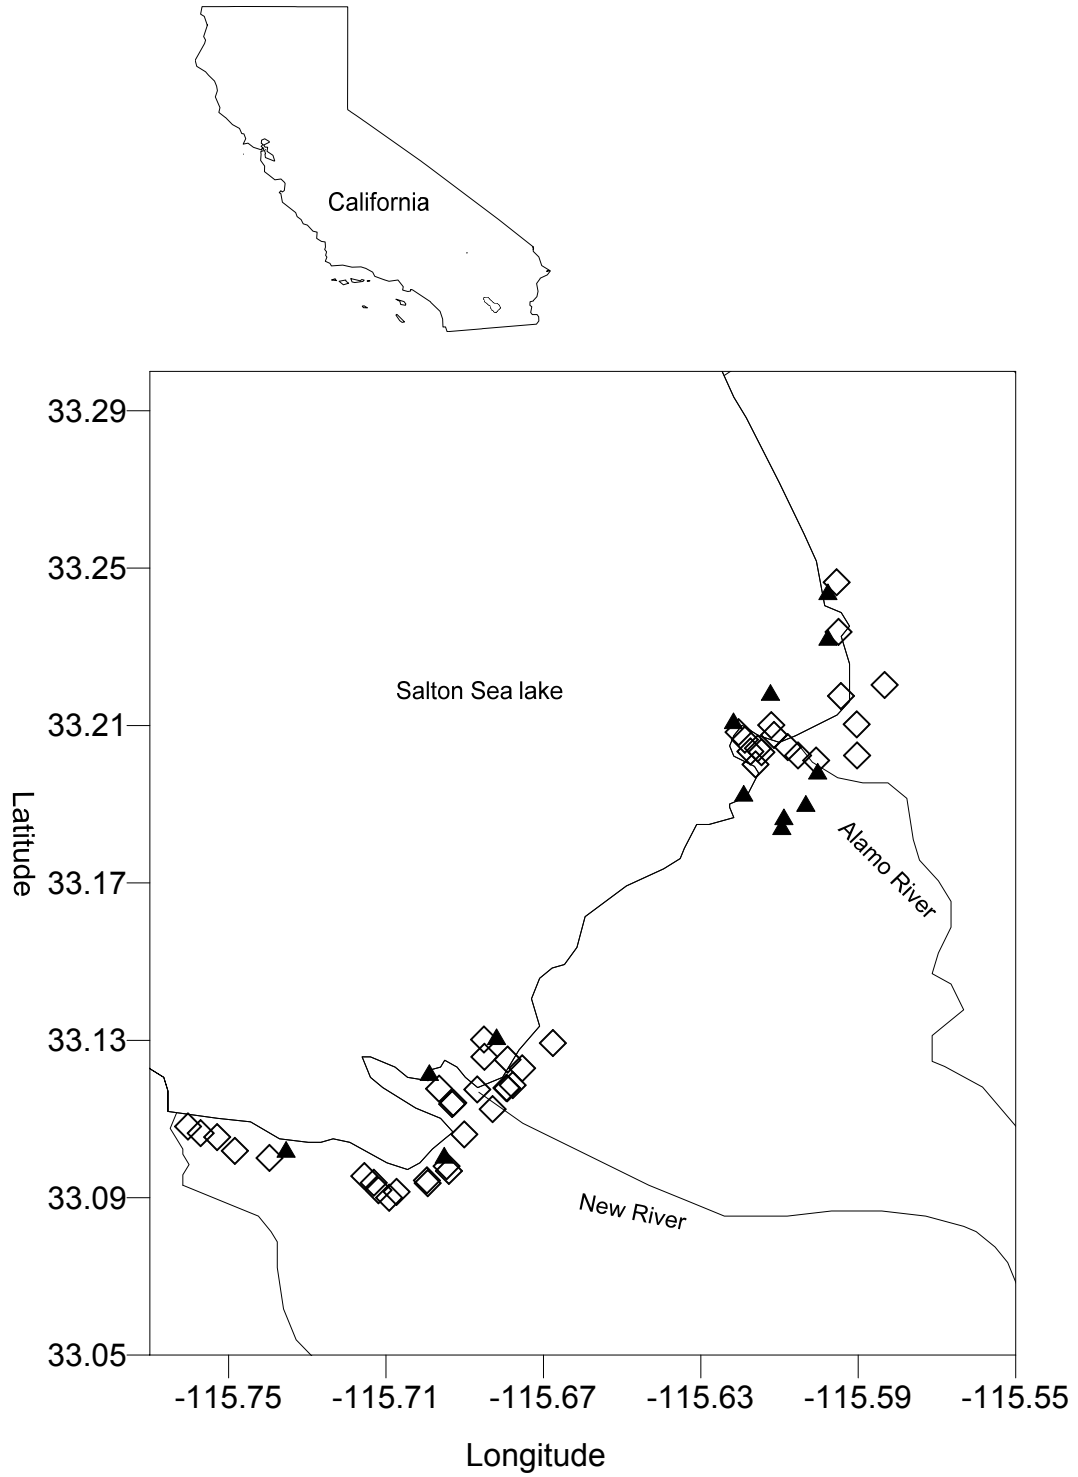 California
33.29
33.25
33.21
33.17
33.13
33.09
33.05
Latitude
Salton Sea lake
Alamo River
New River
-115.75 -115.71 -115.67 -115.63 -115.59 -115.55
Longitude